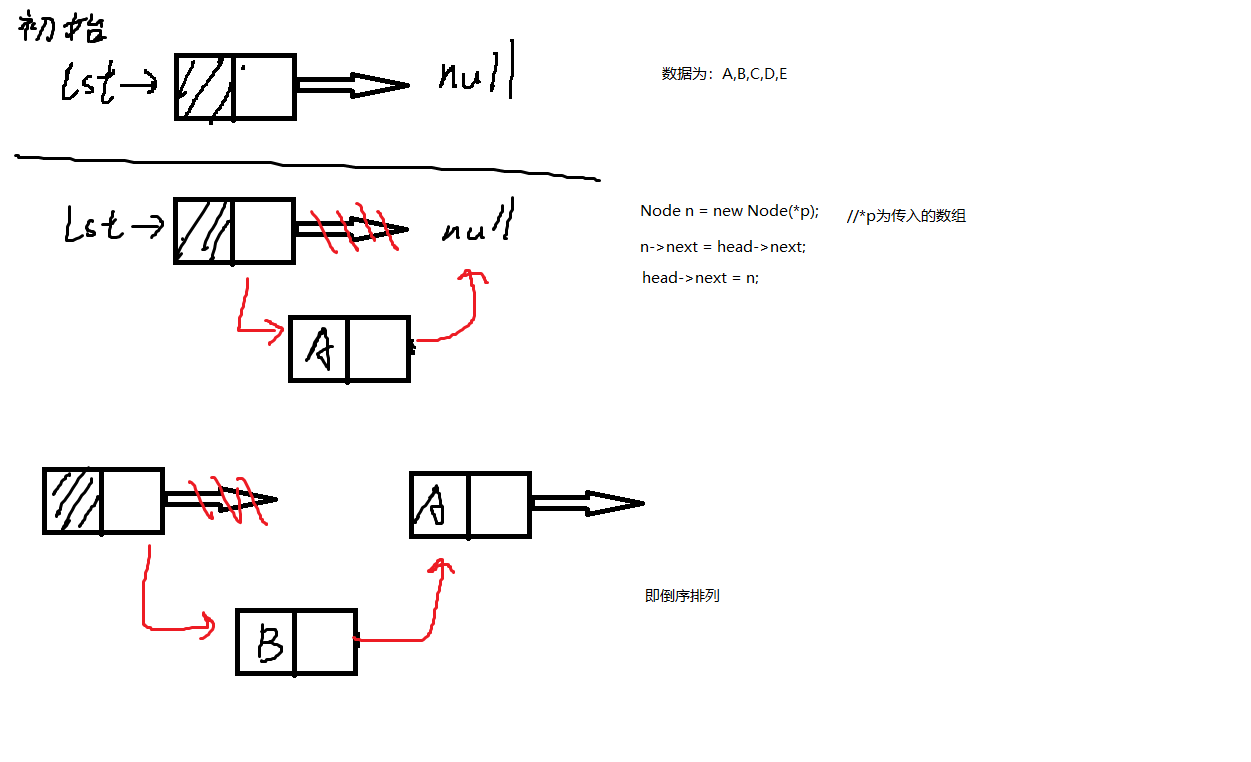 初始
Lst
null
数据为：A,B,C,D,E
Lst
null
Node n = new Node(*p);
//*p为传入的数组
n->next = head->next;
head->next = n;
A
A
B
即倒序排列